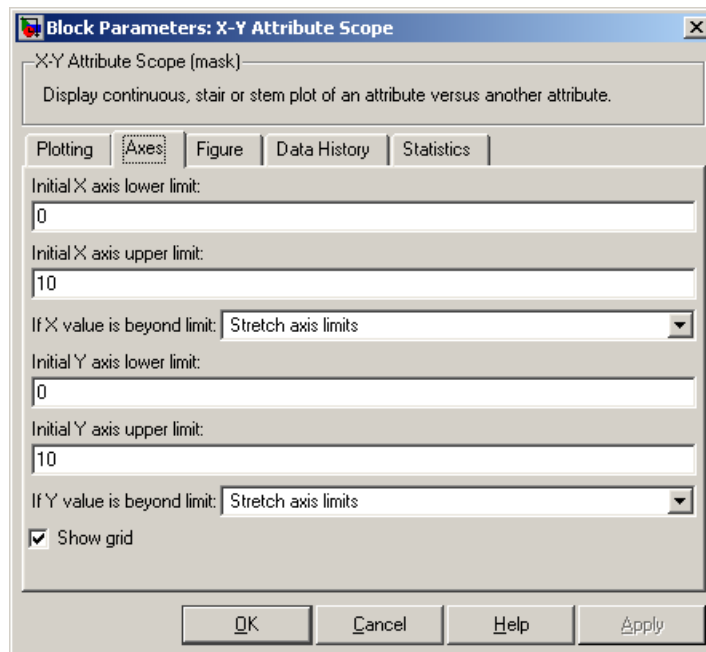 Block Parameters: X-Y Attribute Scope
X-Y Attribute Scope (mask)
Display continuous, stair or stem plot of an attribute versus another attribute.
Plotting Axes Figure Data History Statistics
Initial X axis lower limit:
0
Initial X axis upper limit:
10
If X value is beyond limit: Stretch axis limits
Initial Y axis lower limit:
0
Initial Y axis upper limit:
10
If Y value is beyond limit: Stretch axis limits
Show grid
OK Cancel Help Apply